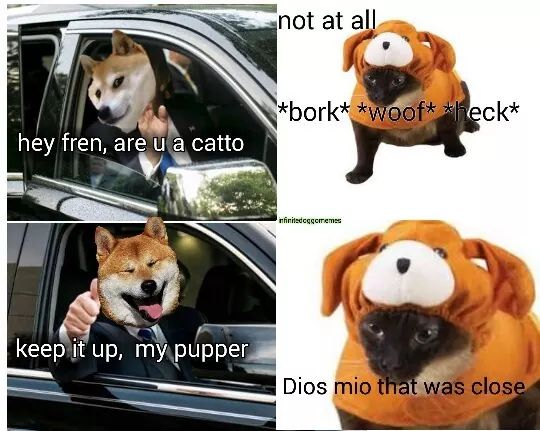 hey fren, are u a catto
not at all
*bork* *woof* *heck*
infinitedoggomemes
keep it up, my pupper
Dios mio that was close